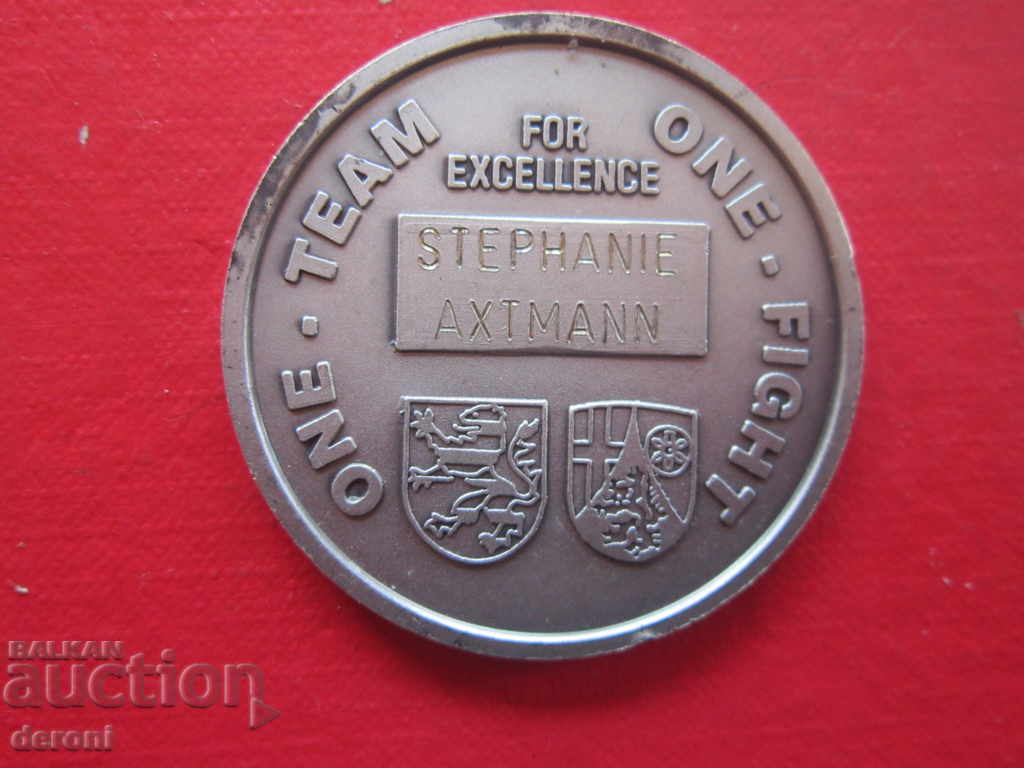 ONE · TEAM
ONE · FIGHT
FOR
EXCELLENCE
STEPHANIE
AXTMANN
BALKAN
auction
deroni